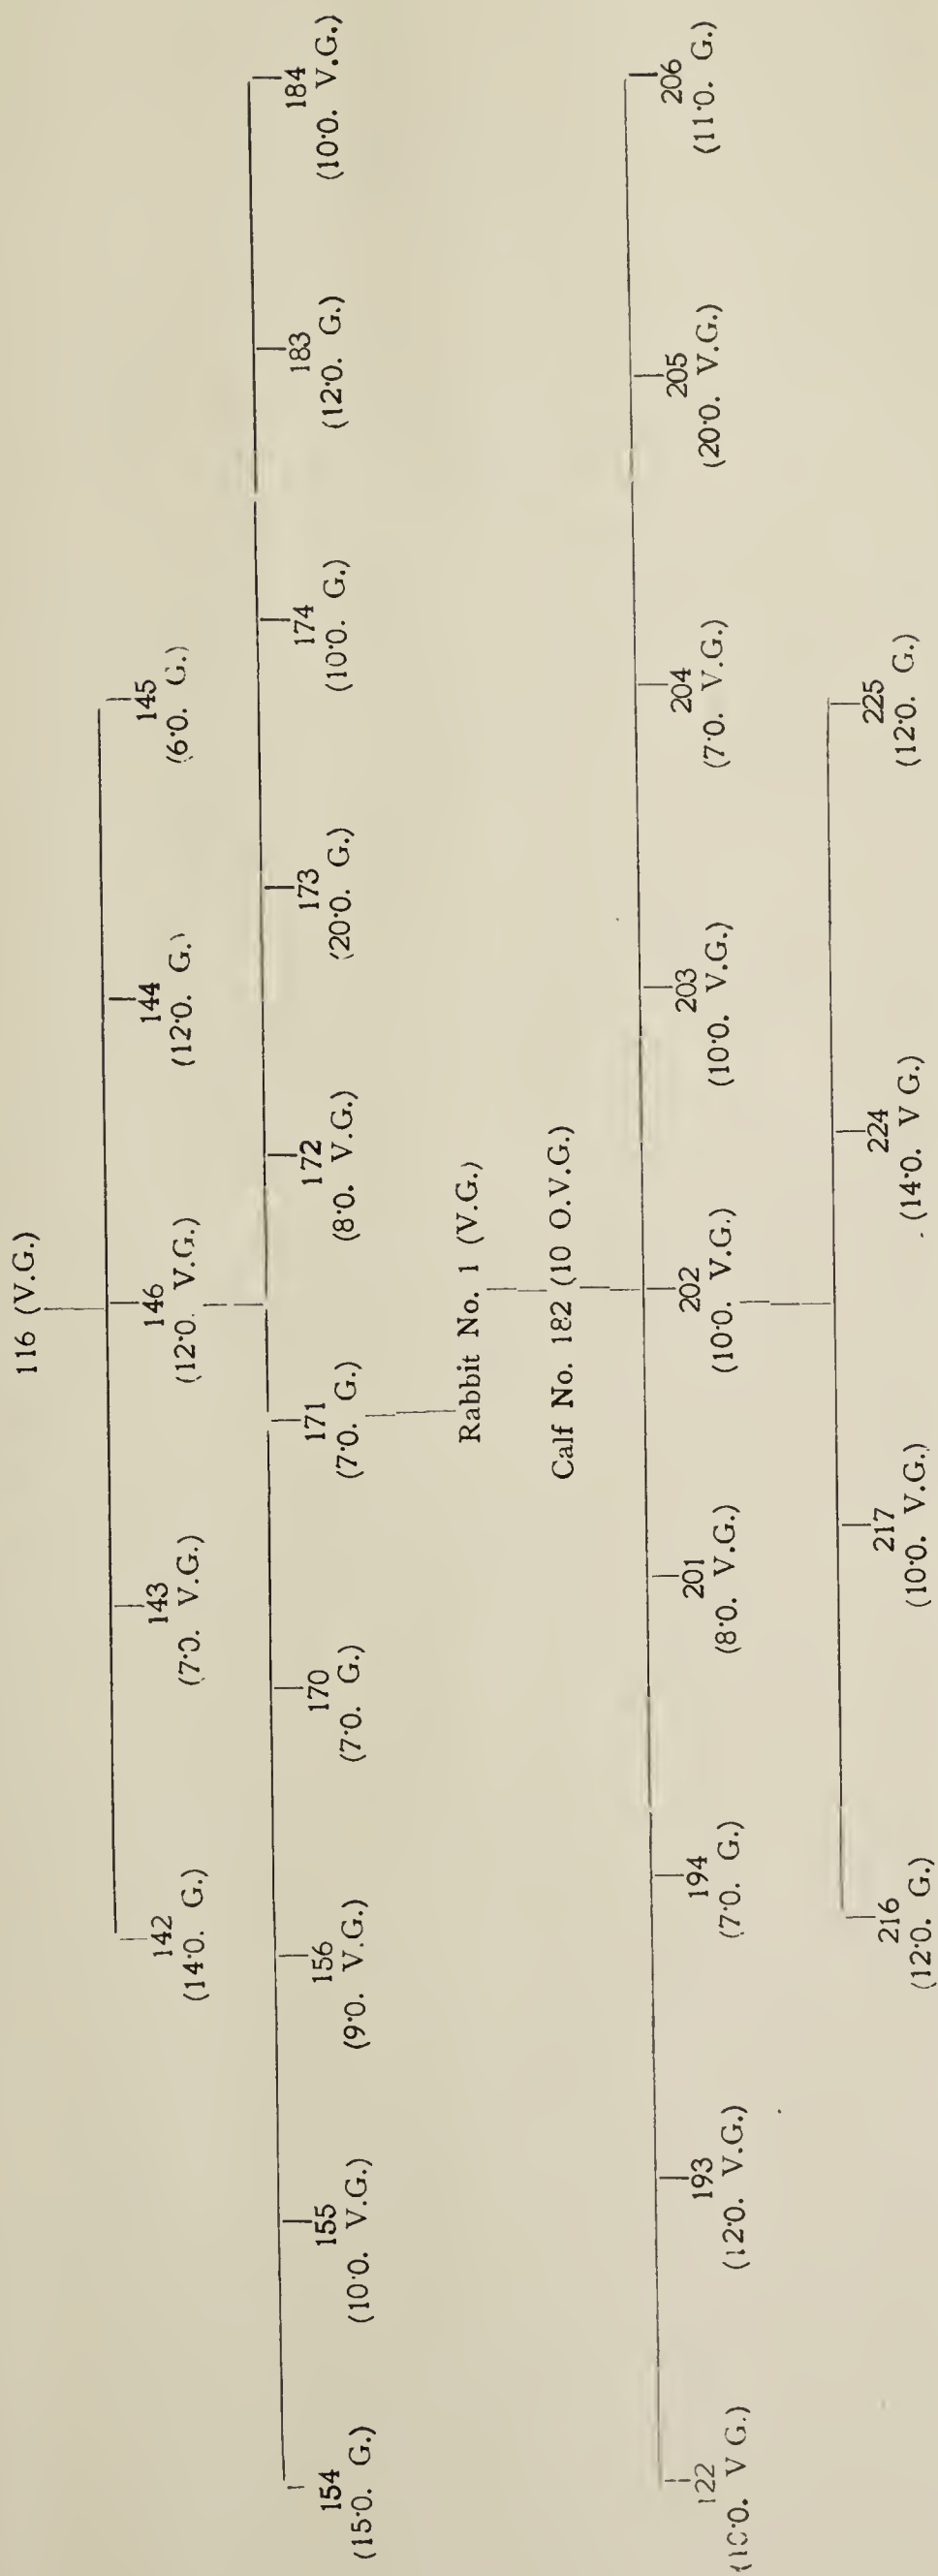 116 (V.G.)
142 143 146 144 145
(14·0. G.) (7·0. V.G.) (12·0. V.G.) (12·0. G.) (6·0. G.)
154 155 156 170 171 172 173 174 183 184
(15·0. G.) (10·0. V.G.) (9·0. V.G.) (7·0. G.) (7·0. G.) (8·0. V.G.) (20·0. G.) (10·0. G.) (12·0. G.) (10·0. V.G.)
Rabbit No. 1 (V.G.)
Calf No. 182 (10 O.V.G.)
122 193 194 201 202 203 204 205 206
(10·0. V G.) (12·0. V.G.) (7·0. G.) (8·0. V.G.) (10·0. V.G.) (10·0. V.G.) (7·0. V.G.) (20·0. V.G.) (11·0. G.)
216 217 224 225
(12·0. G.) (10·0. V.G.) (14·0. V G.) (12·0. G.)